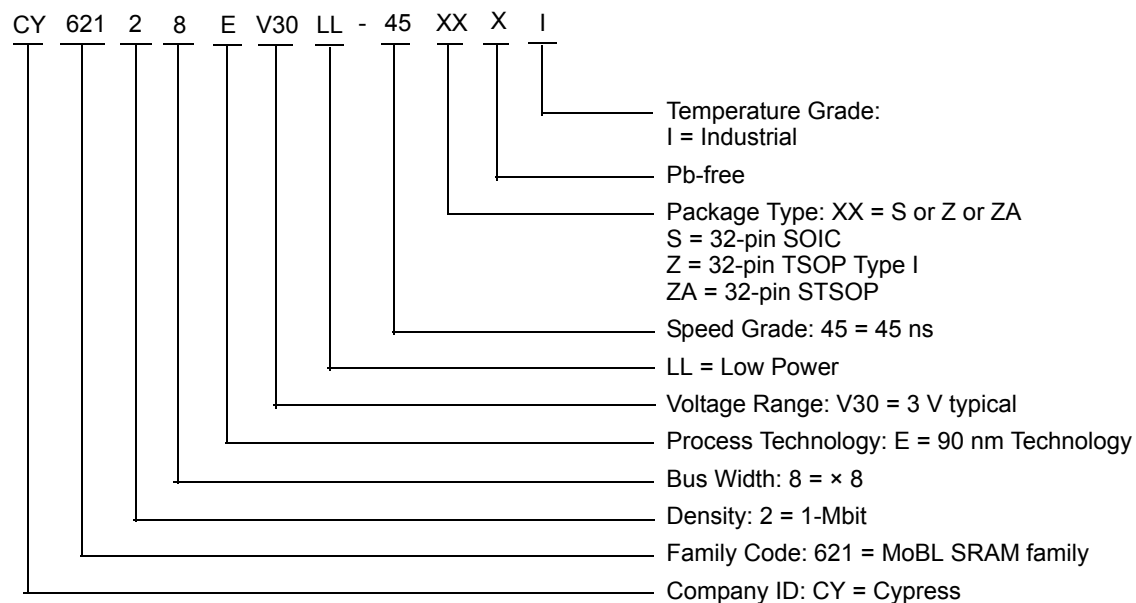 CY 621 2 8 E V30 LL - 45 XX X I
Temperature Grade:
I = Industrial
Pb-free
Package Type: XX = S or Z or ZA
S = 32-pin SOIC
Z = 32-pin TSOP Type I
ZA = 32-pin STSOP
Speed Grade: 45 = 45 ns
LL = Low Power
Voltage Range: V30 = 3 V typical
Process Technology: E = 90 nm Technology
Bus Width: 8 = × 8
Density: 2 = 1-Mbit
Family Code: 621 = MoBL SRAM family
Company ID: CY = Cypress